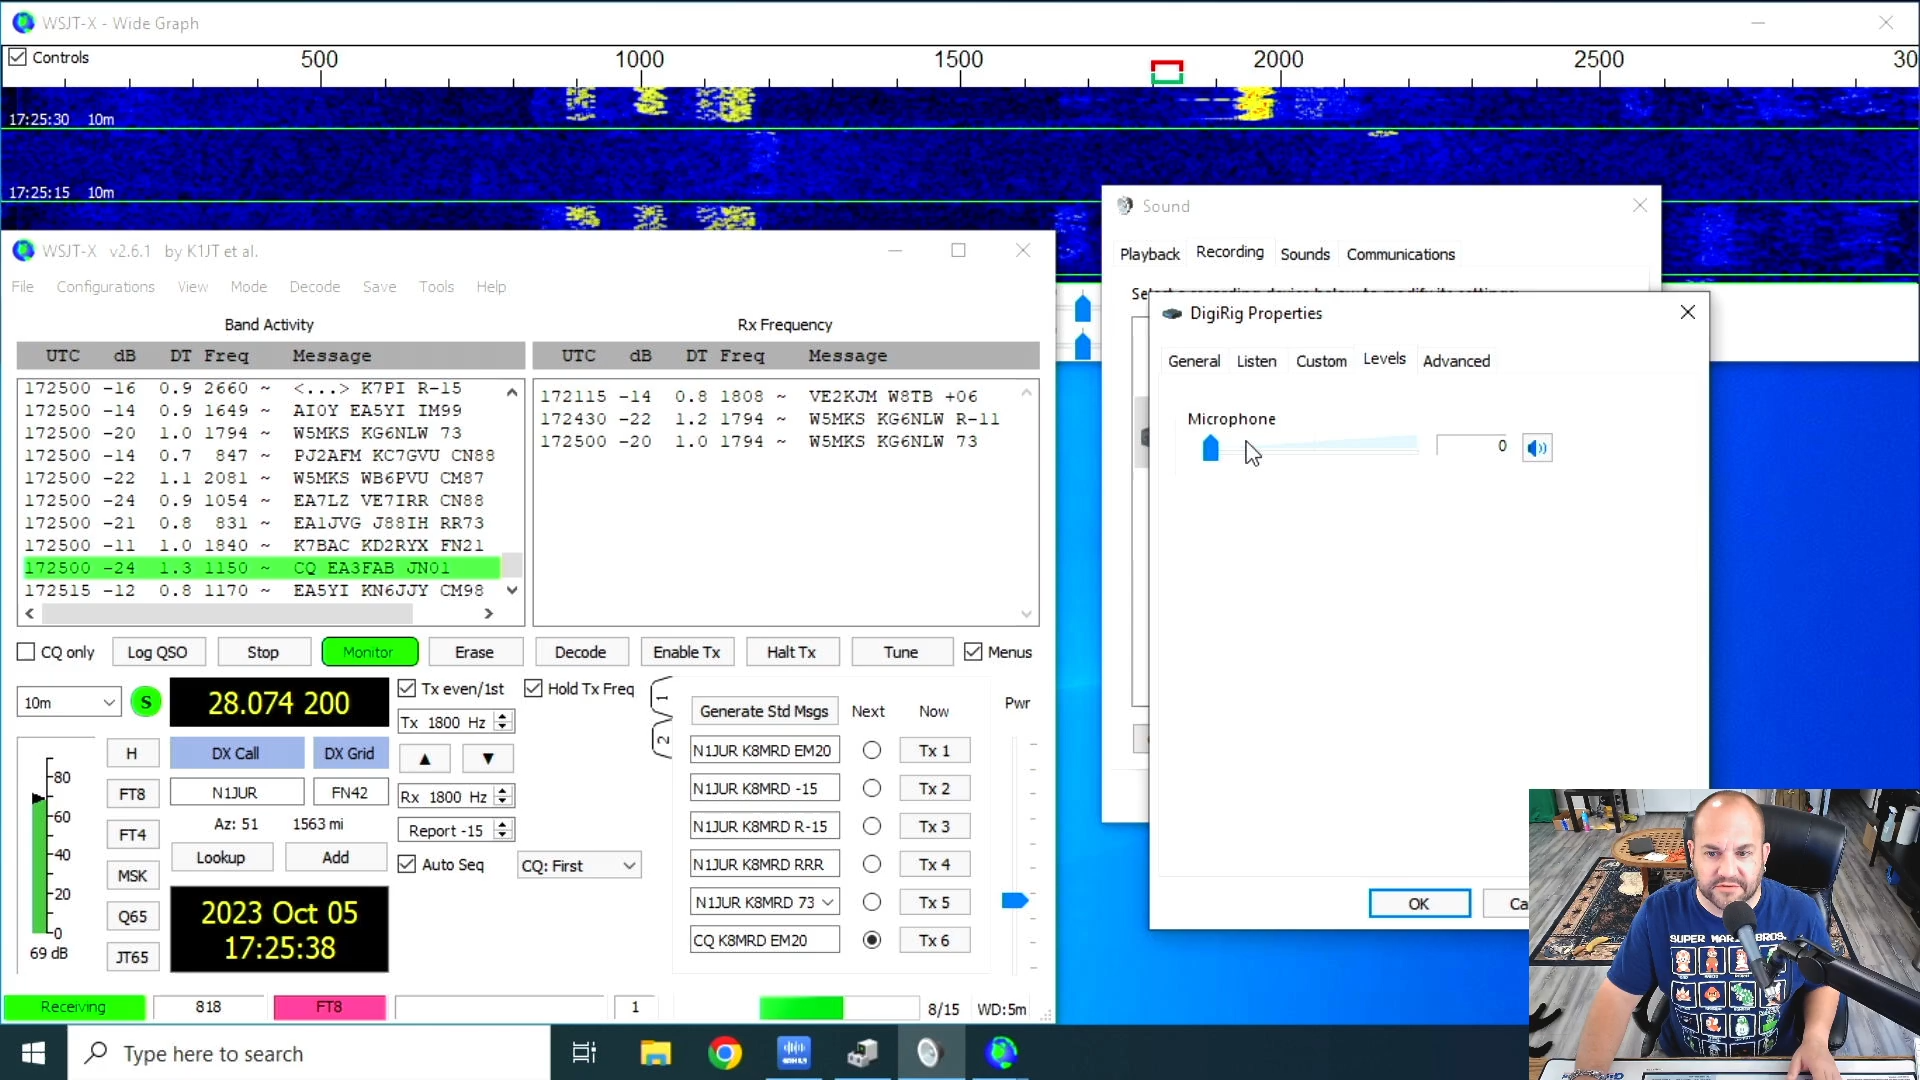 WSJT-X - Wide Graph
Controls
500 1000 1500 2000 2500 30
17:25:30 10m
17:25:15 10m
WSJT-X v2.6.1 by K1JT et al.
File Configurations View Mode Decode Save Tools Help
Band Activity
UTC dB DT Freq Message
172500 -16 0.9 2660 ~ <...> K7PI R-15
172500 -14 0.9 1649 ~ AI0Y EA5YI IM99
172500 -20 1.0 1794 ~ W5MKS KG6NLW 73
172500 -14 0.7 847 ~ PJ2AFM KC7GVU CN88
172500 -22 1.1 2081 ~ W5MKS WB6PVU CM87
172500 -24 0.9 1054 ~ EA7LZ VE7IRR CN88
172500 -21 0.8 831 ~ EA1JVG J88IH RR73
172500 -11 1.0 1840 ~ K7BAC KD2RYX FN21
172500 -24 1.3 1150 ~ CQ EA3FAB JN01
172515 -12 0.8 1170 ~ EA5YI KN6JJY CM98
Rx Frequency
UTC dB DT Freq Message
172115 -14 0.8 1808 ~ VE2KJM W8TB +06
172430 -22 1.2 1794 ~ W5MKS KG6NLW R-11
172500 -20 1.0 1794 ~ W5MKS KG6NLW 73
CQ only Log QSO Stop Monitor Erase Decode Enable Tx Halt Tx Tune Menus
10m S 28.074 200
Tx even/1st Hold Tx Freq
Tx 1800 Hz
H DX Call DX Grid
FT8 N1JUR FN42
Rx 1800 Hz
Az: 51 1563 mi
FT4
Report -15
Lookup Add
Auto Seq CQ: First
MSK
Q65
JT65
2023 Oct 05
17:25:38
80
60
40
20
0
69 dB
1
2
Generate Std Msgs Next Now Pwr
N1JUR K8MRD EM20 Tx 1
N1JUR K8MRD -15 Tx 2
N1JUR K8MRD R-15 Tx 3
N1JUR K8MRD RRR Tx 4
N1JUR K8MRD 73 Tx 5
CQ K8MRD EM20 Tx 6
Receiving 818 FT8 1 8/15 WD:5m
Sound
Playback Recording Sounds Communications
DigiRig Properties
General Listen Custom Levels Advanced
Microphone
0
OK Ca
SUPER MARIO BROS.
Type here to search